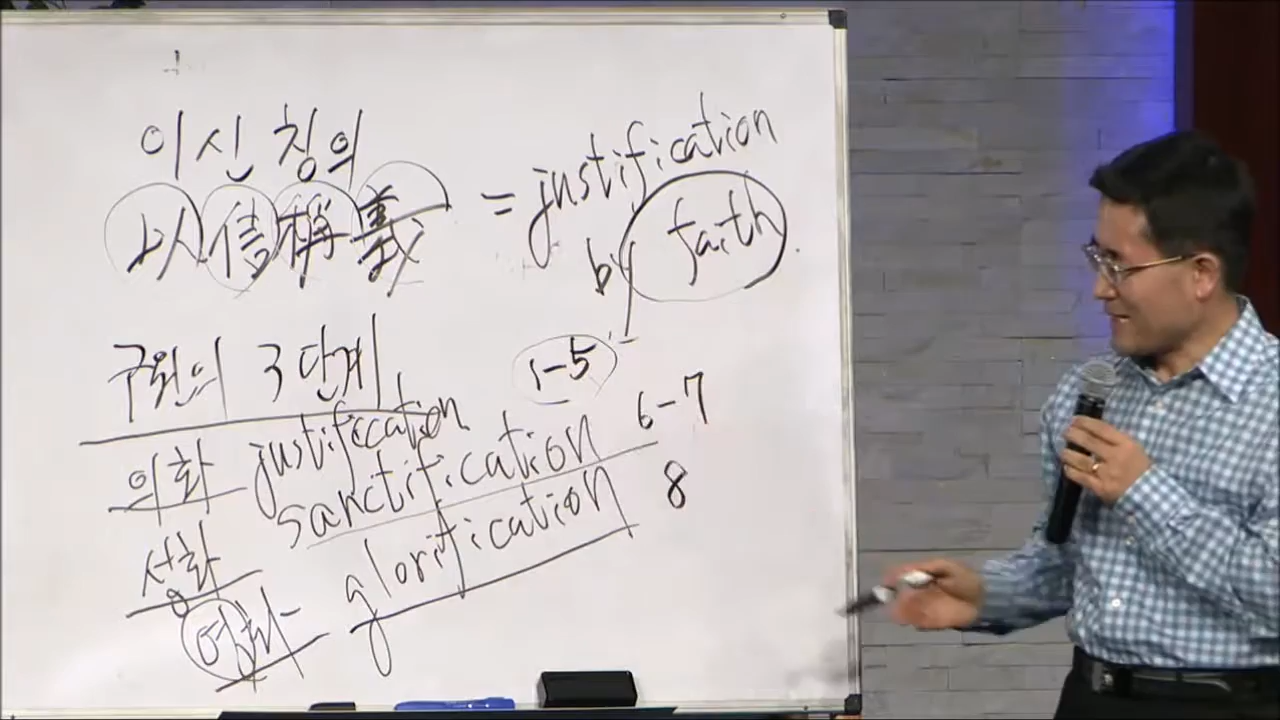 이신칭의
以信稱義 = justification
by faith
구원의 3단계 1-5
의화 justification 6-7
성화 sanctification 8
영화 glorification